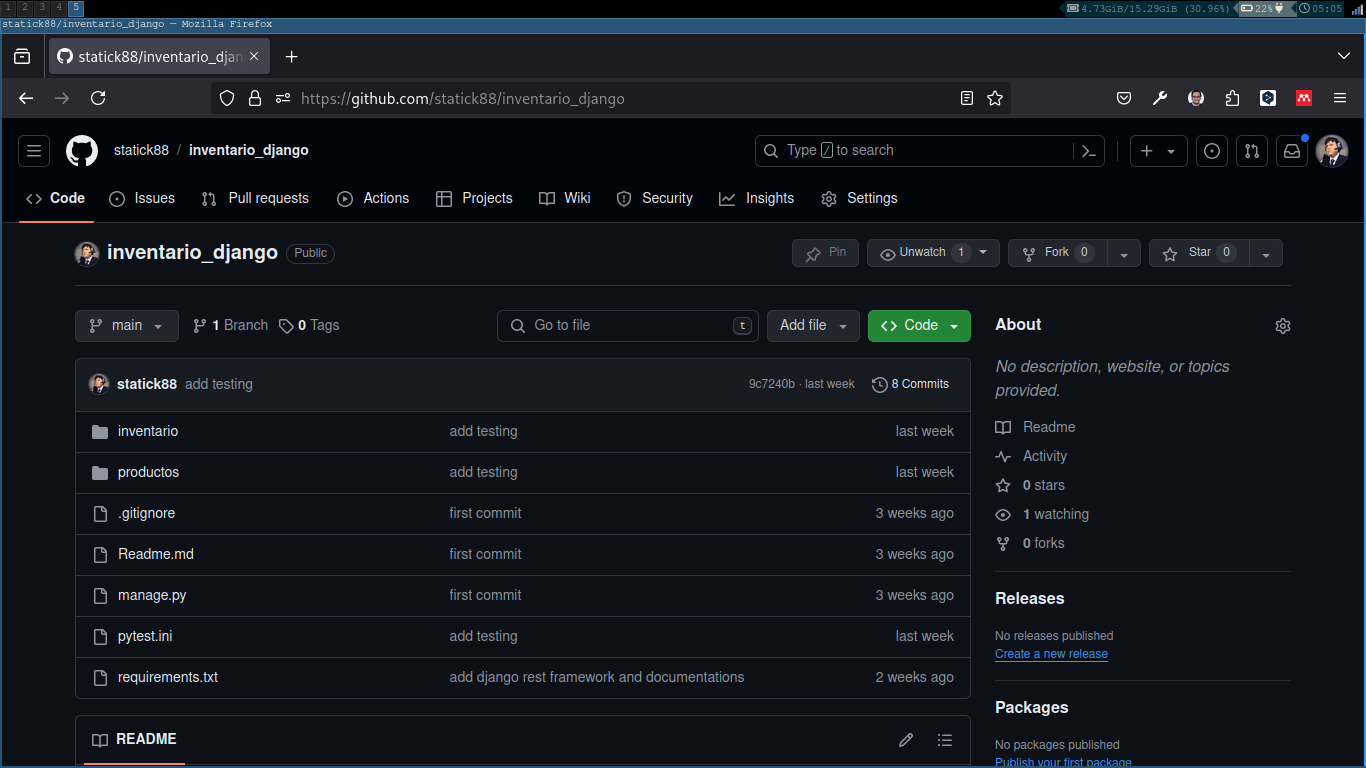 1 2 3 4 5 4.73GiB/15.29GiB (30.96%) 22% 05:05
statick88/inventario_django — Mozilla Firefox
statick88/inventario_djan
https://github.com/statick88/inventario_django
statick88 / inventario_django Type / to search
Code Issues Pull requests Actions Projects Wiki Security Insights Settings
inventario_django Public Pin Unwatch 1 Fork 0 Star 0
main 1 Branch 0 Tags Go to file t Add file Code
statick88 add testing 9c7240b · last week 8 Commits
inventario add testing last week
productos add testing last week
.gitignore first commit 3 weeks ago
Readme.md first commit 3 weeks ago
manage.py first commit 3 weeks ago
pytest.ini add testing last week
requirements.txt add django rest framework and documentations 2 weeks ago
README
About
No description, website, or topics
provided.
Readme
Activity
0 stars
1 watching
0 forks
Releases
No releases published
Create a new release
Packages
No packages published
Publish your first package